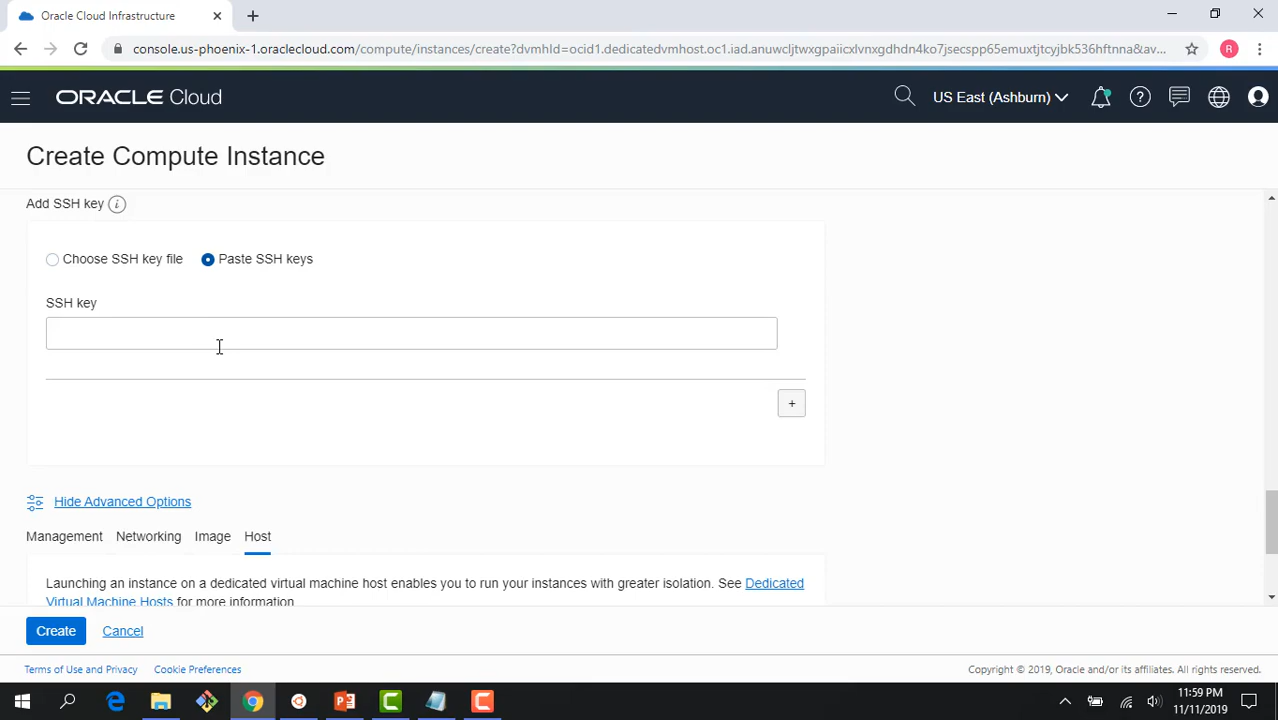 Oracle Cloud Infrastructure
console.us-phoenix-1.oraclecloud.com/compute/instances/create?dvmhId=ocid1.dedicatedvmhost.oc1.iad.anuwcljtwxgpaiicxlvnxgdhdn4ko7jsecspp65emuxtjtcyjbk536hftnna&av...
R
ORACLE Cloud
US East (Ashburn)
Create Compute Instance
Add SSH key
Choose SSH key file
Paste SSH keys
SSH key
+
Hide Advanced Options
Management Networking Image Host
Launching an instance on a dedicated virtual machine host enables you to run your instances with greater isolation. See Dedicated
Virtual Machine Hosts for more information
Create Cancel
Terms of Use and Privacy Cookie Preferences
Copyright © 2019, Oracle and/or its affiliates. All rights reserved.
11:59 PM
11/11/2019